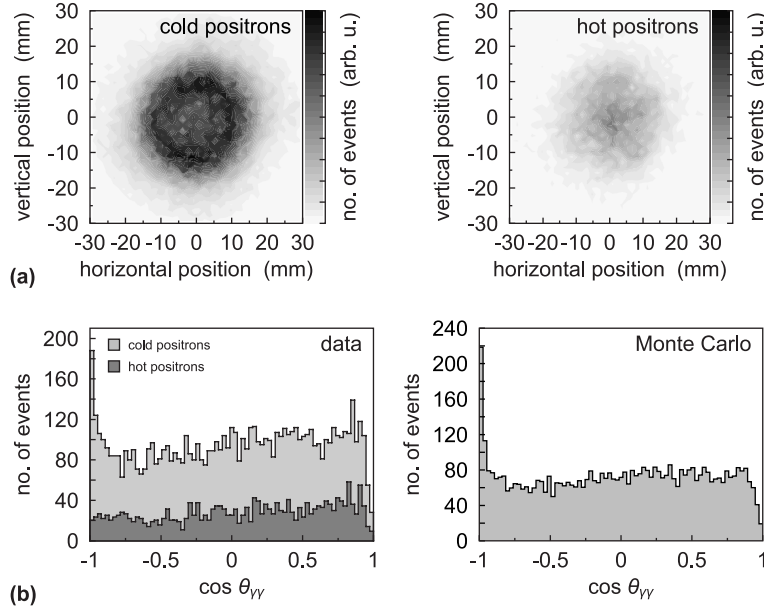 cold positrons
vertical position (mm)
30
20
10
0
-10
-20
-30
-30 -20 -10 0 10 20 30
horizontal position (mm)
no. of events (arb. u.)
hot positrons
vertical position (mm)
30
20
10
0
-10
-20
-30
-30 -20 -10 0 10 20 30
horizontal position (mm)
no. of events (arb. u.)
(a)
data
cold positrons
hot positrons
no. of events
200
160
120
80
40
0
-1 -0.5 0 0.5 1
cos θγγ
Monte Carlo
no. of events
240
200
160
120
80
40
0
-1 -0.5 0 0.5 1
cos θγγ
(b)